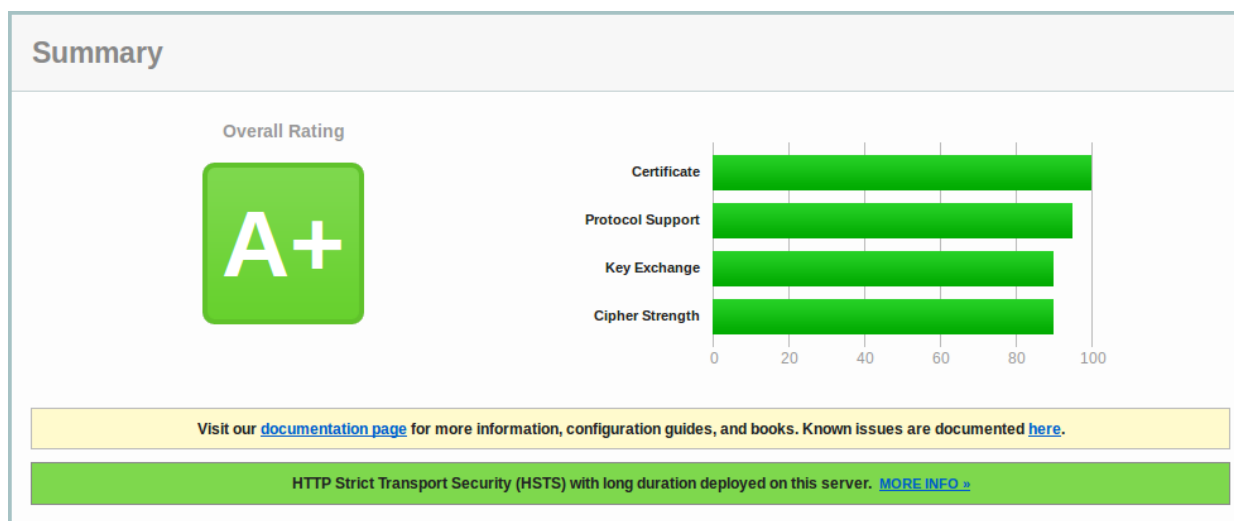 Summary
Overall Rating
A+
Certificate
Protocol Support
Key Exchange
Cipher Strength
0 20 40 60 80 100
Visit our documentation page for more information, configuration guides, and books. Known issues are documented here.
HTTP Strict Transport Security (HSTS) with long duration deployed on this server. MORE INFO »